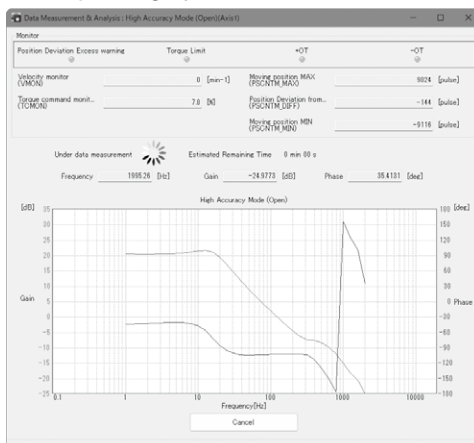 Data Measurement & Analysis : High Accuracy Mode (Open)(Axis1)
Monitor
Position Deviation Excess warning Torque Limit +OT -OT
Velocity monitor (VMON) 0 [min-1] Moving position MAX (PSCNTM_MAX) 9024 [pulse]
Torque command monit... (TCMON) 7.0 [%] Position Deviation from... (PSCNTM_DIFF) -144 [pulse]
Moving position MIN (PSCNTM_MIN) -9116 [pulse]
Under data measurement Estimated Remaining Time 0 min 00 s
Frequency 1995.26 [Hz] Gain -24.9773 [dB] Phase 35.4131 [deg]
High Accuracy Mode (Open)
[dB] [deg]
35 180
30 150
25 120
20 90
15 60
10 30
Gain 5 0 Phase
0 -30
-5 -60
-10 -90
-15 -120
-20 -150
-25 -180
0.1 1 10 100 1000 10000
Frequency[Hz]
Cancel